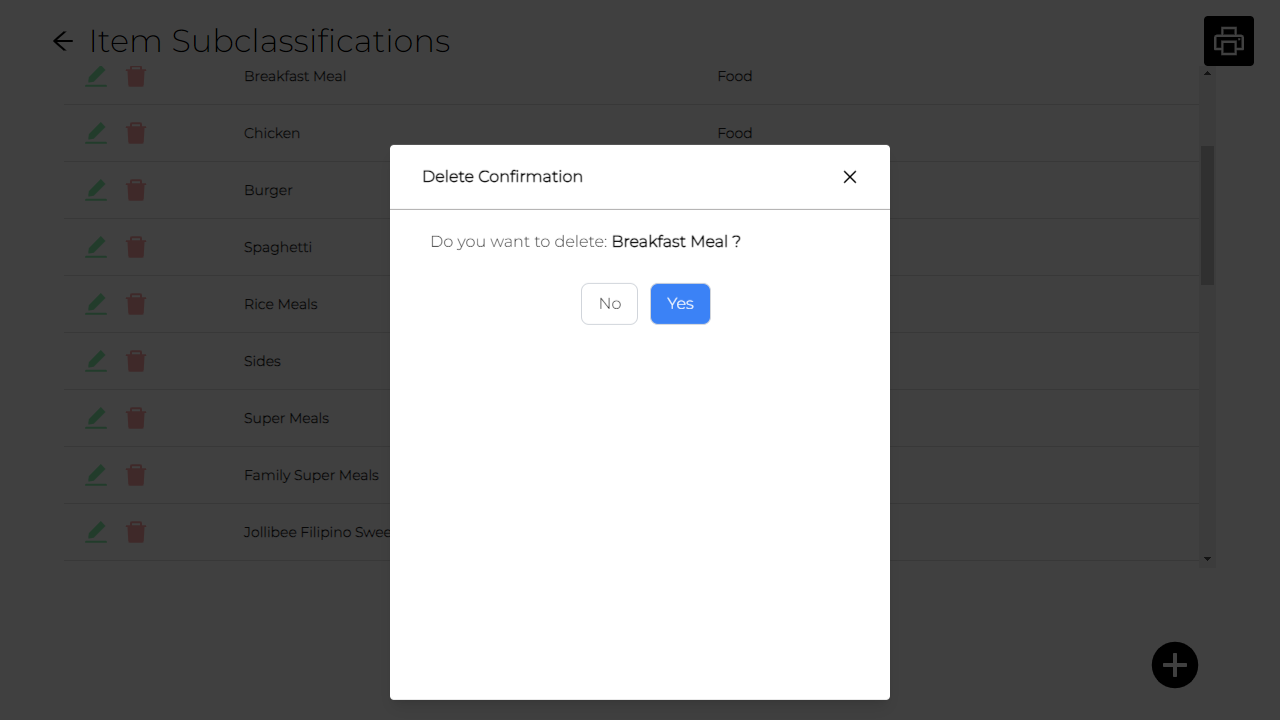 Item Subclassifications
Breakfast Meal Food
Chicken Food
Delete Confirmation
Burger
Do you want to delete: Breakfast Meal ?
Spaghetti
Rice Meals
No Yes
Sides
Super Meals
Family Super Meals
Jollibee Filipino Swee